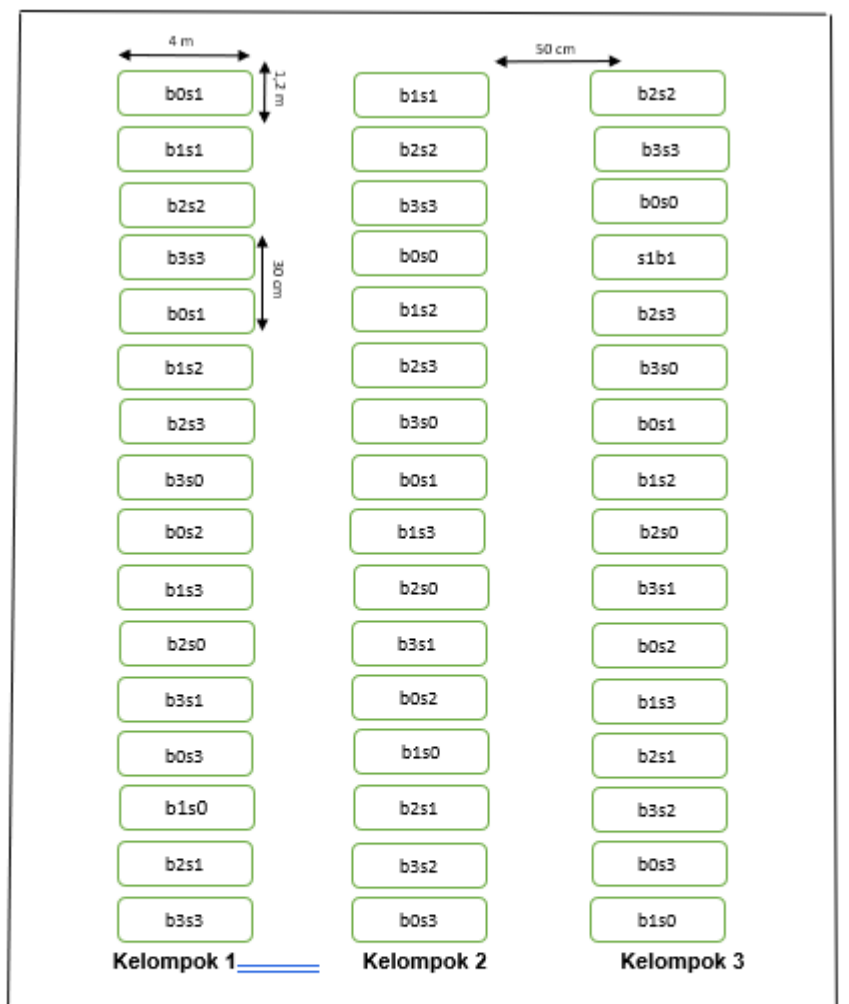 4 m
50 cm
1,2 m
b0s1
b1s1
b2s2
b1s1
b2s2
b3s3
b2s2
b3s3
b0s0
b3s3
b0s0
s1b1
30 cm
b0s1
b1s2
b2s3
b1s2
b2s3
b3s0
b2s3
b3s0
b0s1
b3s0
b0s1
b1s2
b0s2
b1s3
b2s0
b1s3
b2s0
b3s1
b2s0
b3s1
b0s2
b3s1
b0s2
b1s3
b0s3
b1s0
b2s1
b1s0
b2s1
b3s2
b2s1
b3s2
b0s3
b3s3
b0s3
b1s0
Kelompok 1
Kelompok 2
Kelompok 3